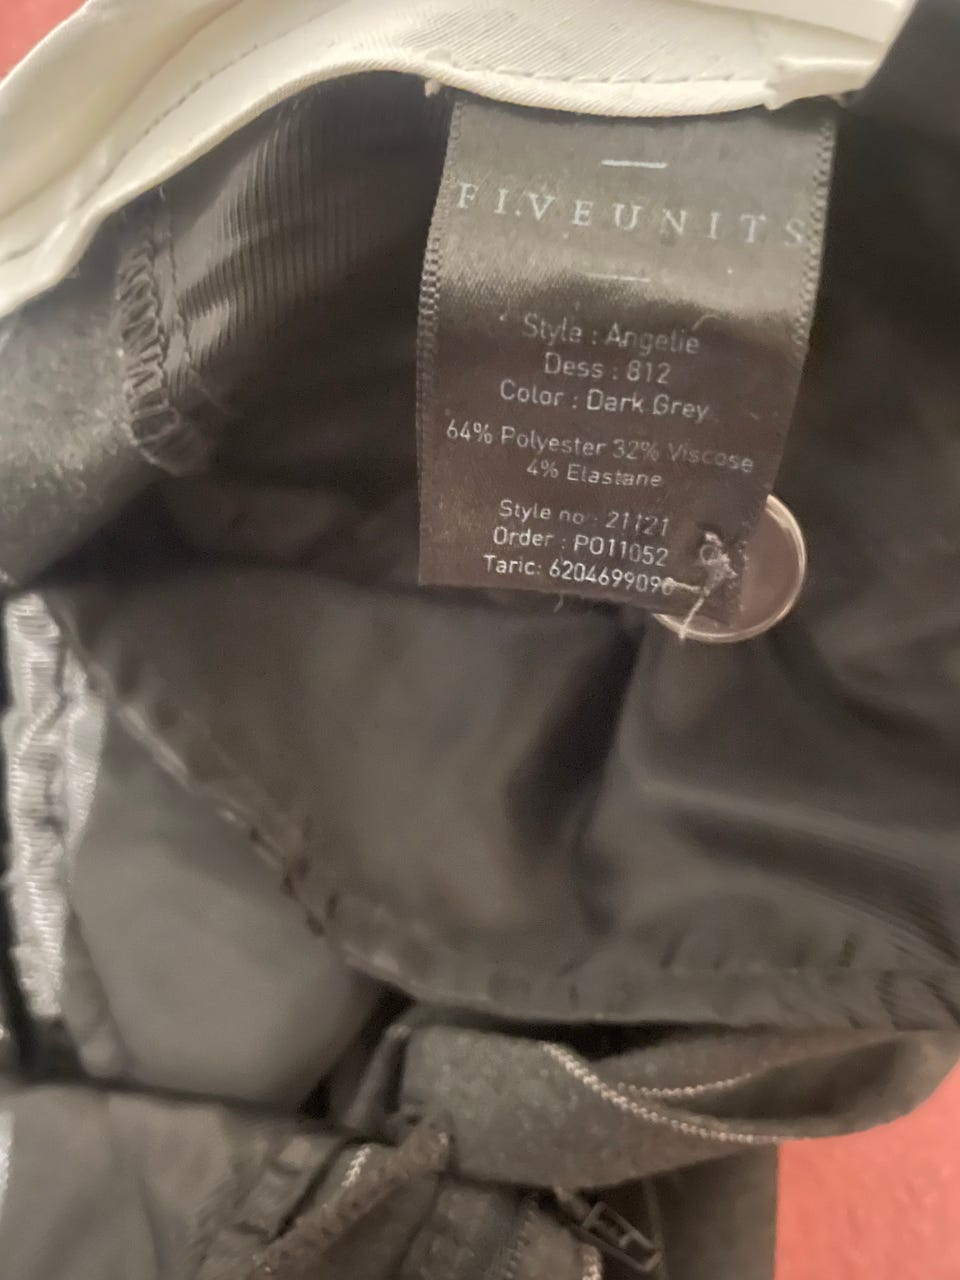 FIVEUNITS
Style : Angelie
Dess : 812
Color : Dark Grey
64% Polyester 32% Viscose
4% Elastane
Style no : 21121
Order : PO11052
Taric: 6204699090